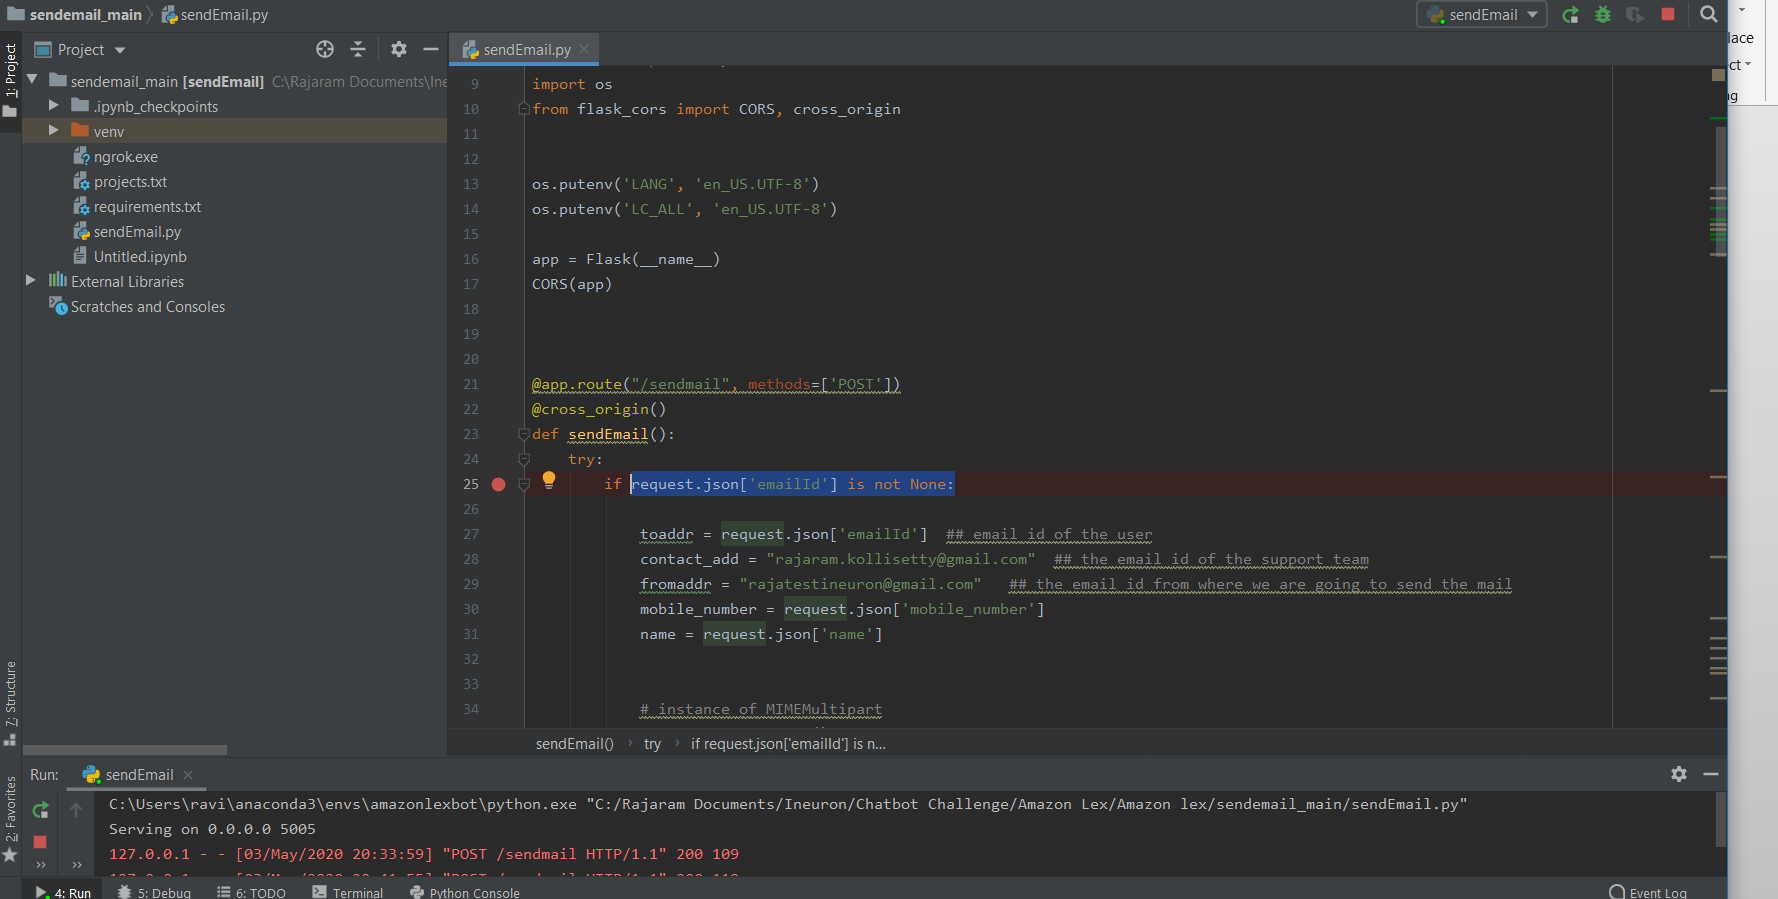 sendemail_main sendEmail.py
sendEmail
lace
ct
g
1: Project
Project
sendEmail.py
sendemail_main [sendEmail] C:\Rajaram Documents\Ine
.ipynb_checkpoints
venv
ngrok.exe
projects.txt
requirements.txt
sendEmail.py
Untitled.ipynb
External Libraries
Scratches and Consoles
9 import os
10 from flask_cors import CORS, cross_origin
11
12
13 os.putenv('LANG', 'en_US.UTF-8')
14 os.putenv('LC_ALL', 'en_US.UTF-8')
15
16 app = Flask(__name__)
17 CORS(app)
18
19
20
21 @app.route("/sendmail", methods=['POST'])
22 @cross_origin()
23 def sendEmail():
24 try:
25 if request.json['emailId'] is not None:
26
27 toaddr = request.json['emailId'] ## email id of the user
28 contact_add = "rajaram.kollisetty@gmail.com" ## the email id of the support team
29 fromaddr = "rajatestineuron@gmail.com" ## the email id from where we are going to send the mail
30 mobile_number = request.json['mobile_number']
31 name = request.json['name']
32
33
34 # instance of MIMEMultipart
sendEmail() › try › if request.json['emailId'] is n...
7: Structure
2: Favorites
Run: sendEmail
C:\Users\ravi\anaconda3\envs\amazonlexbot\python.exe "C:/Rajaram Documents/Ineuron/Chatbot Challenge/Amazon Lex/Amazon lex/sendemail_main/sendEmail.py"
Serving on 0.0.0.0 5005
127.0.0.1 - - [03/May/2020 20:33:59] "POST /sendmail HTTP/1.1" 200 109
4: Run 5: Debug 6: TODO Terminal Python Console Event Log